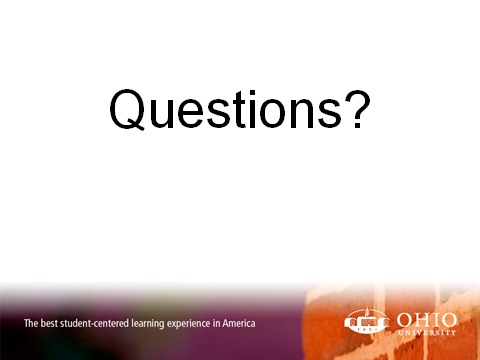 Questions?
The best student-centered learning experience in America
OHIO
UNIVERSITY